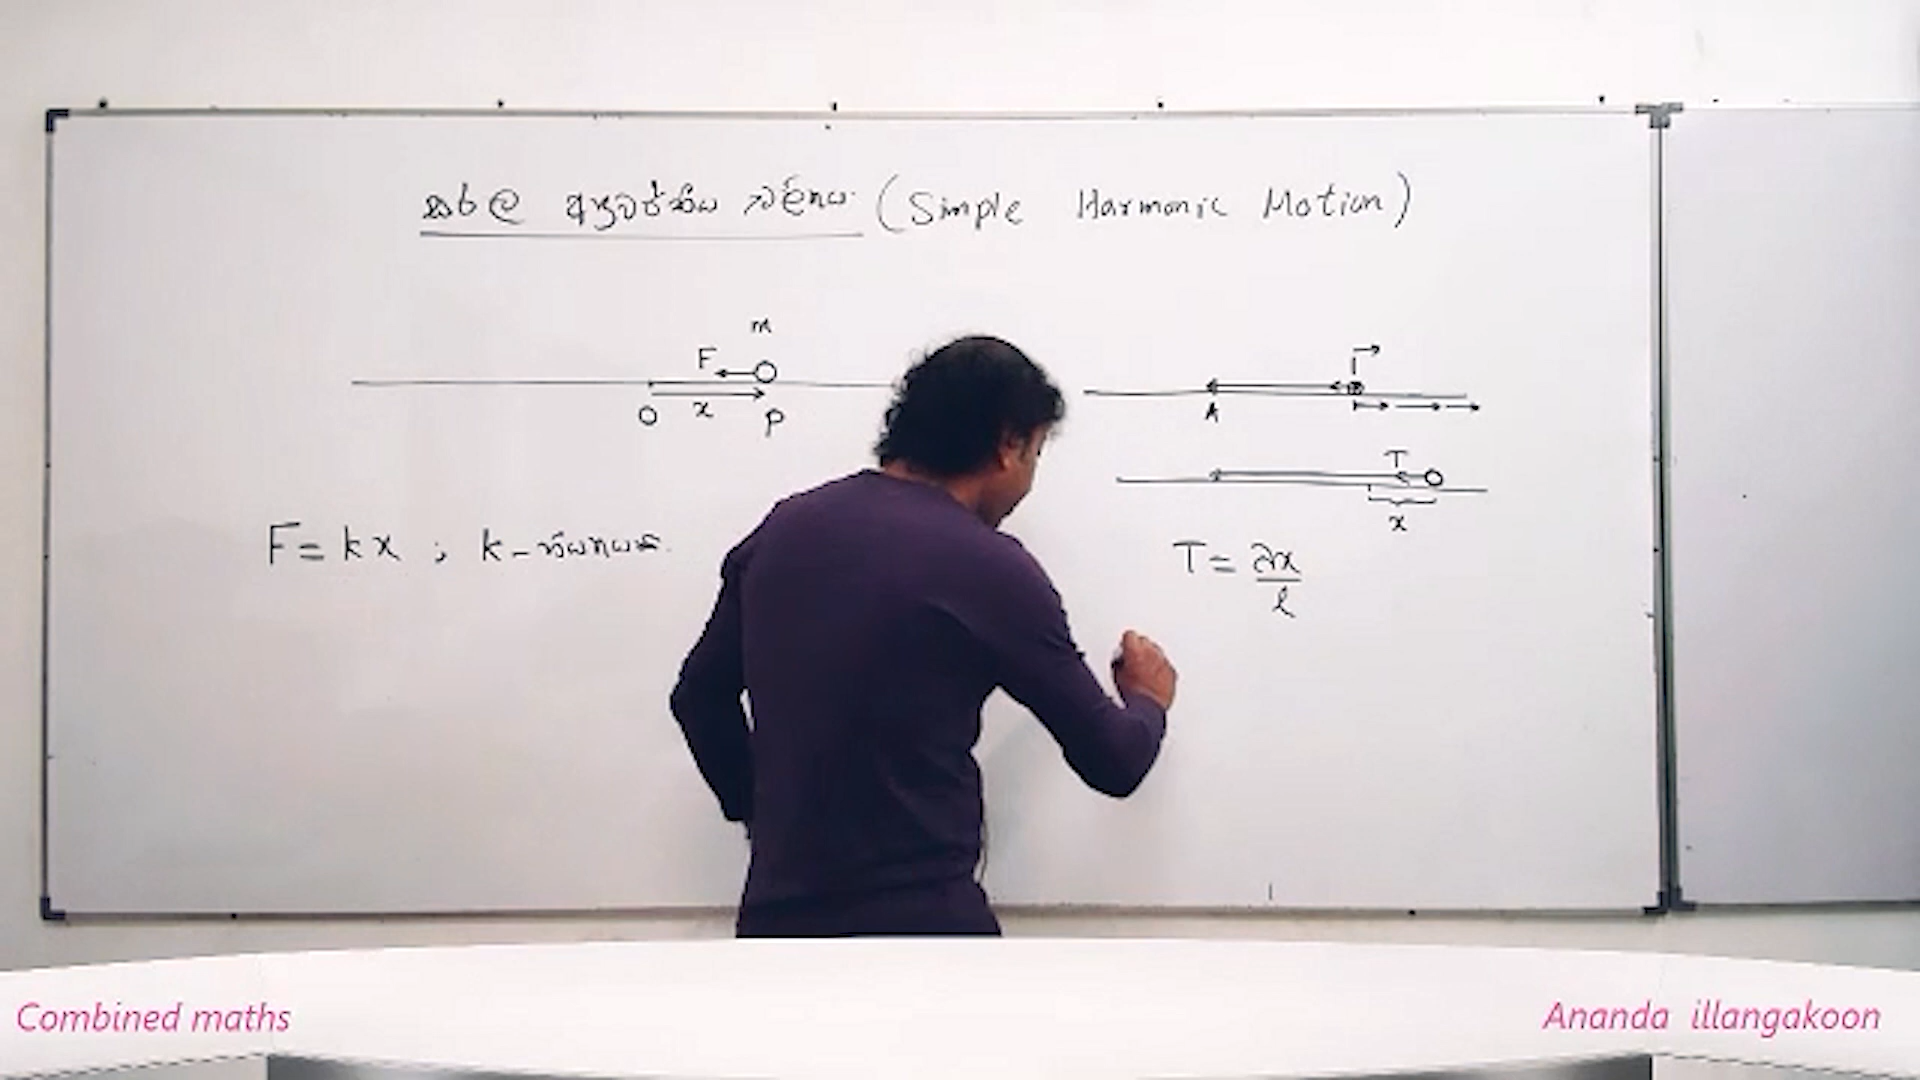 සරල අනුවර්තීය චලිතය (Simple Harmonic Motion)
m
F
O x P
A
T
x
F = kx ; k - නියතයකි.
T = λx / l
Combined maths
Ananda illangakoon